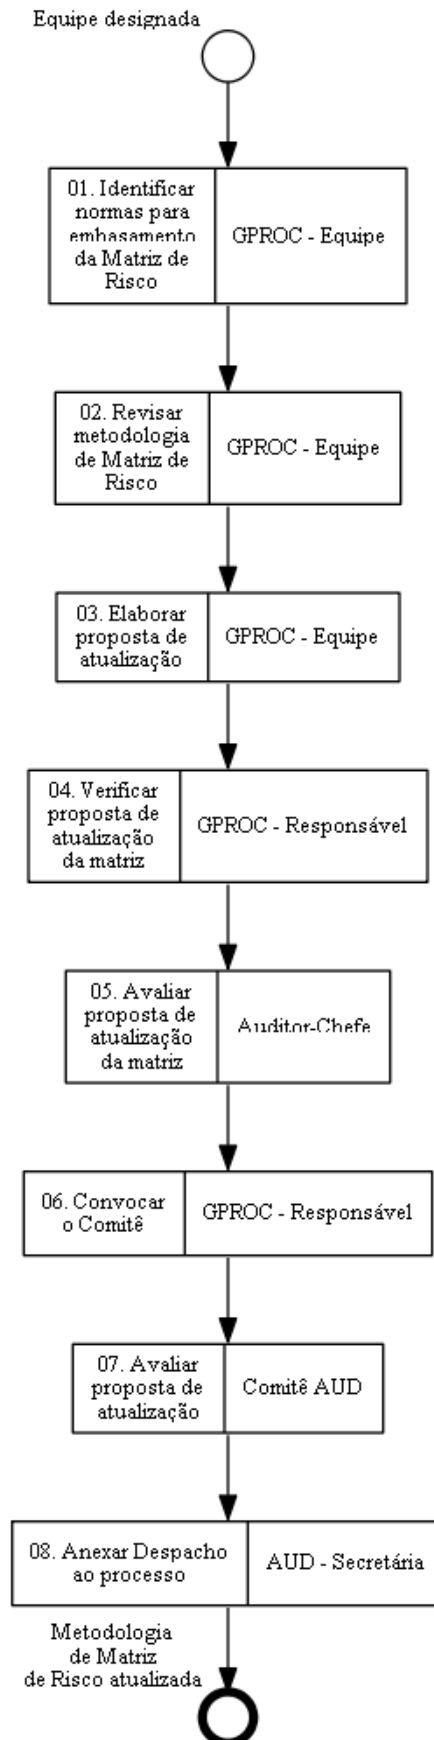 Equipe designada
01. Identificar
normas para
embasamento
da Matriz de
Risco
GPROC - Equipe
02. Revisar
metodologia
de Matriz de
Risco
GPROC - Equipe
03. Elaborar
proposta de
atualização
GPROC - Equipe
04. Verificar
proposta de
atualização
da matriz
GPROC - Responsável
05. Avaliar
proposta de
atualização
da matriz
Auditor-Chefe
06. Convocar
o Comitê
GPROC - Responsável
07. Avaliar
proposta de
atualização
Comitê AUD
08. Anexar Despacho
ao processo
AUD - Secretária
Metodologia
de Matriz
de Risco atualizada